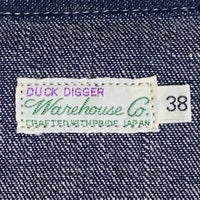 DUCK DIGGER
Warehouse Co.
CRAFTED WITH PRIDE JAPAN
38